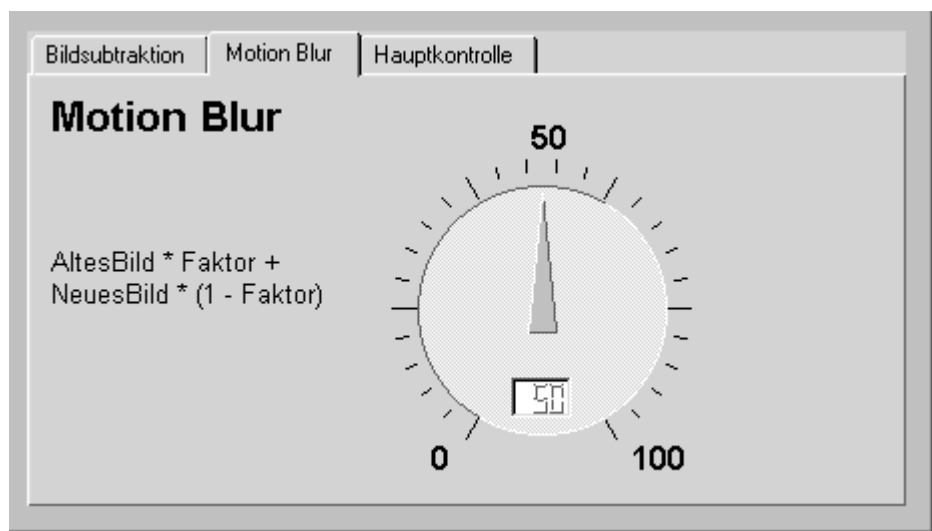 Bildsubtraktion
Motion Blur
Hauptkontrolle
Motion Blur
50
AltesBild * Faktor +
NeuesBild * (1 - Faktor)
50
0
100